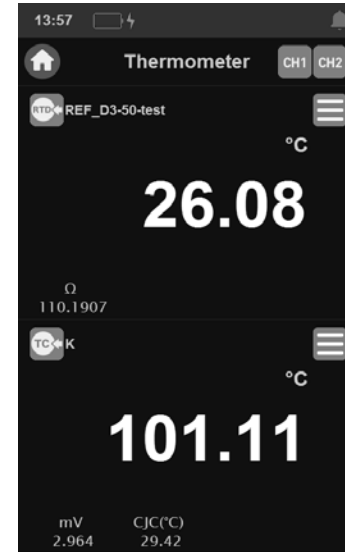 13:57
Thermometer CH1 CH2
RTD REF_D3-50-test
°C
26.08
Ω
110.1907
TC K
°C
101.11
mV CJC(°C)
2.964 29.42